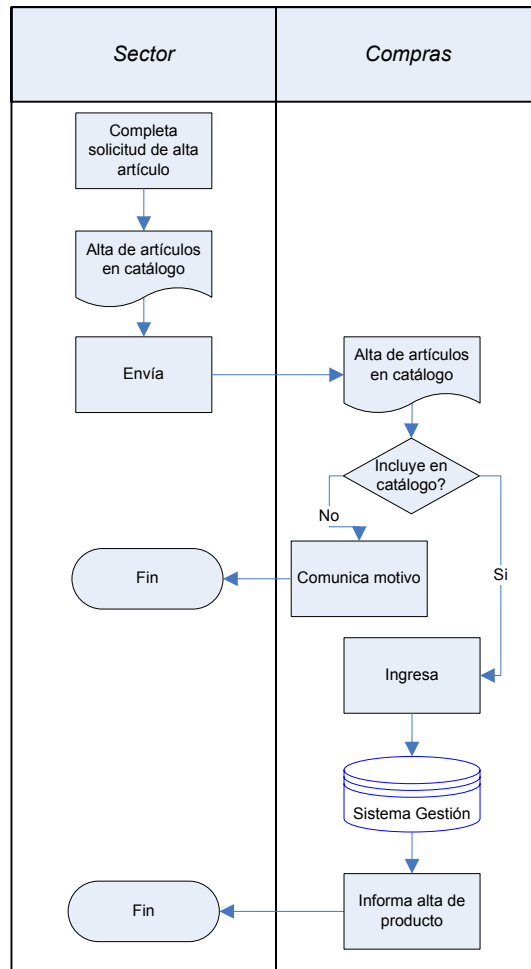 Sector
Compras
Completa
solicitud de alta
artículo
Alta de artículos
en catálogo
Envía
Alta de artículos
en catálogo
Incluye en
catálogo?
No
Si
Comunica motivo
Fin
Ingresa
Sistema Gestión
Informa alta de
producto
Fin